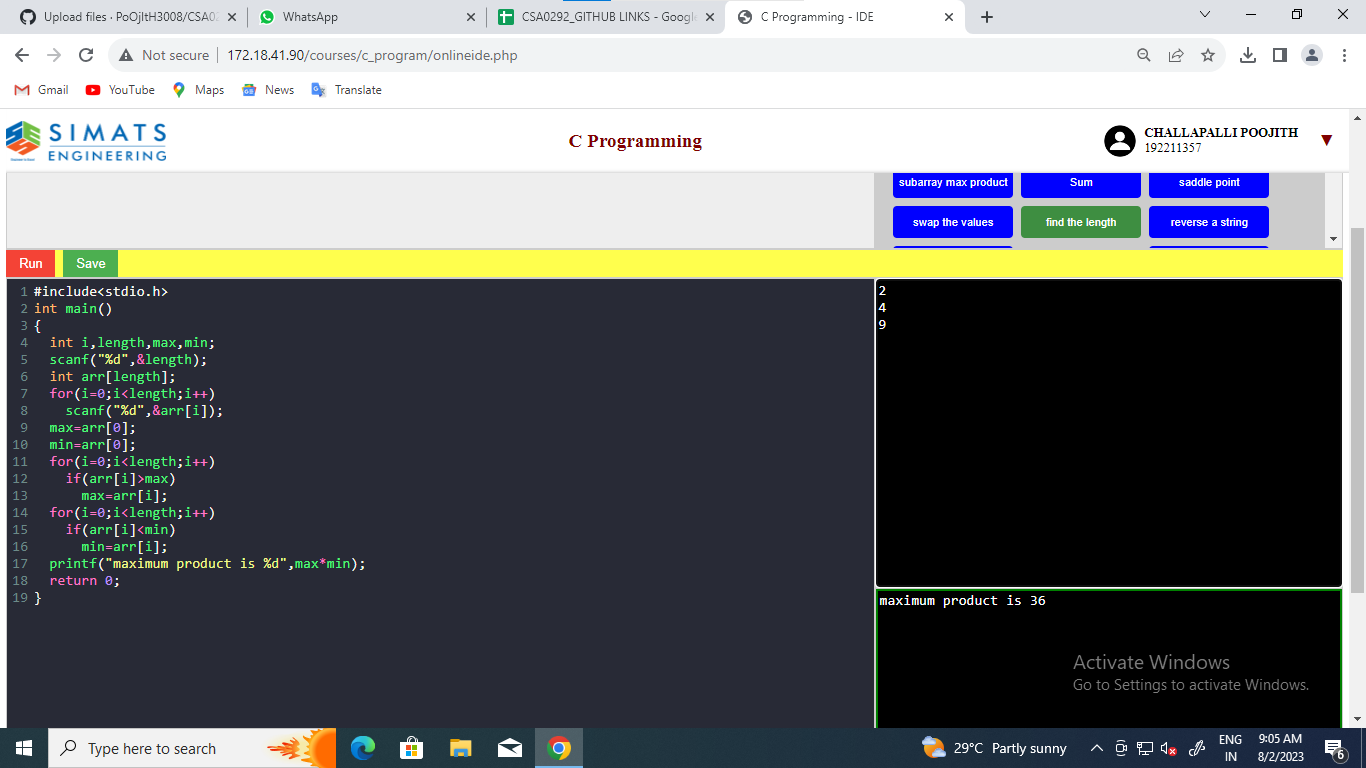 Upload files · PoOjItH3008/CSA02
WhatsApp
CSA0292_GITHUB LINKS - Google
C Programming - IDE
Not secure
172.18.41.90/courses/c_program/onlineide.php
Gmail
YouTube
Maps
News
Translate
SIMATS
ENGINEERING
C Programming
CHALLAPALLI POOJITH
192211357
subarray max product
Sum
saddle point
swap the values
find the length
reverse a string
Run
Save
1 #include<stdio.h>
2 int main()
3 {
4 int i,length,max,min;
5 scanf("%d",&length);
6 int arr[length];
7 for(i=0;i<length;i++)
8 scanf("%d",&arr[i]);
9 max=arr[0];
10 min=arr[0];
11 for(i=0;i<length;i++)
12 if(arr[i]>max)
13 max=arr[i];
14 for(i=0;i<length;i++)
15 if(arr[i]<min)
16 min=arr[i];
17 printf("maximum product is %d",max*min);
18 return 0;
19 }
2
4
9
maximum product is 36
Activate Windows
Go to Settings to activate Windows.
Type here to search
29°C Partly sunny
ENG
IN
9:05 AM
8/2/2023
6